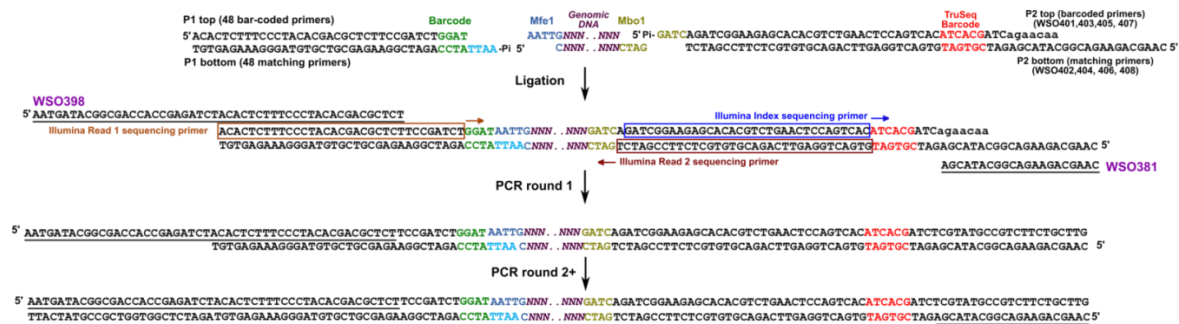 P1 top (48 bar-coded primers) Barcode Mfe1 Genomic DNA Mbo1 TruSeq Barcode P2 top (barcoded primers) (WSO401,403,405, 407)
5'ACACTCTTTCCCTACACGACGCTCTTCCGATCTGGAT AATTGNNN..NNN 5'Pi-GATCAGATCGGAAGAGCACACGTCTGAACTCCAGTCACATCACGATCagaacaa
TGTGAGAAAGGGATGTGCTGCGAGAAGGCTAGACCTATTAA-Pi 5' CNNN..NNNCTAG TCTAGCCTTCTCGTGTGCAGACTTGAGGTCAGTGTAGTGCTAGAGCATACGGCAGAAGACGAAC 5'
P1 bottom (48 matching primers) P2 bottom (matching primers) (WSO402,404, 406, 408)
Ligation
WSO398
5'AATGATACGGCGACCACCGAGATCTACACTCTTTCCCTACACGACGCTCT
Illumina Index sequencing primer
Illumina Read 1 sequencing primer ACACTCTTTCCCTACACGACGCTCTTCCGATCTGGATAATTGNNN..NNNGATCAGATCGGAAGAGCACACGTCTGAACTCCAGTCACATCACGATCagaacaa
TGTGAGAAAGGGATGTGCTGCGAGAAGGCTAGACCTATTAACNNN..NNNCTAGTCTAGCCTTCTCGTGTGCAGACTTGAGGTCAGTGTAGTGCTAGAGCATACGGCAGAAGACGAAC 5'
Illumina Read 2 sequencing primer
AGCATACGGCAGAAGACGAAC 5' WSO381
PCR round 1
5' AATGATACGGCGACCACCGAGATCTACACTCTTTCCCTACACGACGCTCTTCCGATCTGGATAATTGNNN..NNNGATCAGATCGGAAGAGCACACGTCTGAACTCCAGTCACATCACGATCTCGTATGCCGTCTTCTGCTTG
TGTGAGAAAGGGATGTGCTGCGAGAAGGCTAGACCTATTAACNNN..NNNCTAGTCTAGCCTTCTCGTGTGCAGACTTGAGGTCAGTGTAGTGCTAGAGCATACGGCAGAAGACGAAC 5'
PCR round 2+
5' AATGATACGGCGACCACCGAGATCTACACTCTTTCCCTACACGACGCTCTTCCGATCTGGATAATTGNNN..NNNGATCAGATCGGAAGAGCACACGTCTGAACTCCAGTCACATCACGATCTCGTATGCCGTCTTCTGCTTG
TTACTATGCCGCTGGTGGCTCTAGATGTGAGAAAGGGATGTGCTGCGAGAAGGCTAGACCTATTAACNNN..NNNCTAGTCTAGCCTTCTCGTGTGCAGACTTGAGGTCAGTGTAGTGCTAGAGCATACGGCAGAAGACGAAC 5'